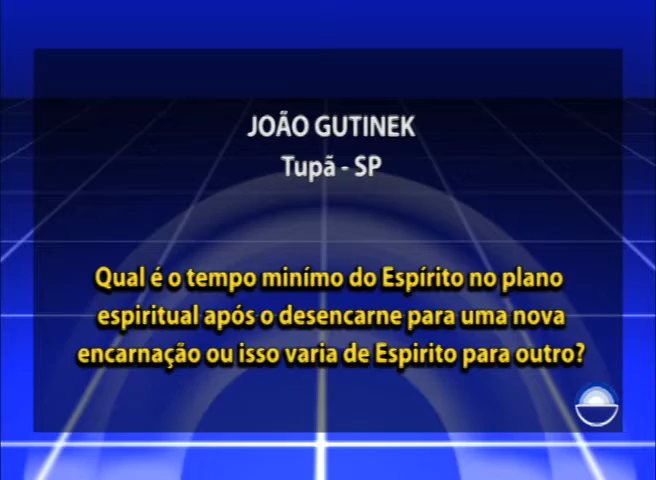 JOÃO GUTINEK
Tupã - SP
Qual é o tempo minímo do Espírito no plano
espiritual após o desencarne para uma nova
encarnação ou isso varia de Espirito para outro?